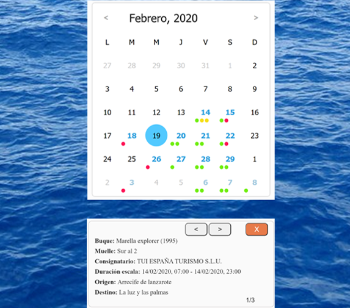 < Febrero, 2020 >
L M M J V S D
27 28 29 30 31 1 2
3 4 5 6 7 8 9
10 11 12 13 14 15 16
17 18 19 20 21 22 23
24 25 26 27 28 29 1
2 3 4 5 6 7 8
< > X
Buque: Marella explorer (1995)
Muelle: Sur al 2
Consignatario: TUI ESPAÑA TURISMO S.L.U.
Duración escala: 14/02/2020, 07:00 - 14/02/2020, 23:00
Origen: Arrecife de lanzarote
Destino: La luz y las palmas
1/3